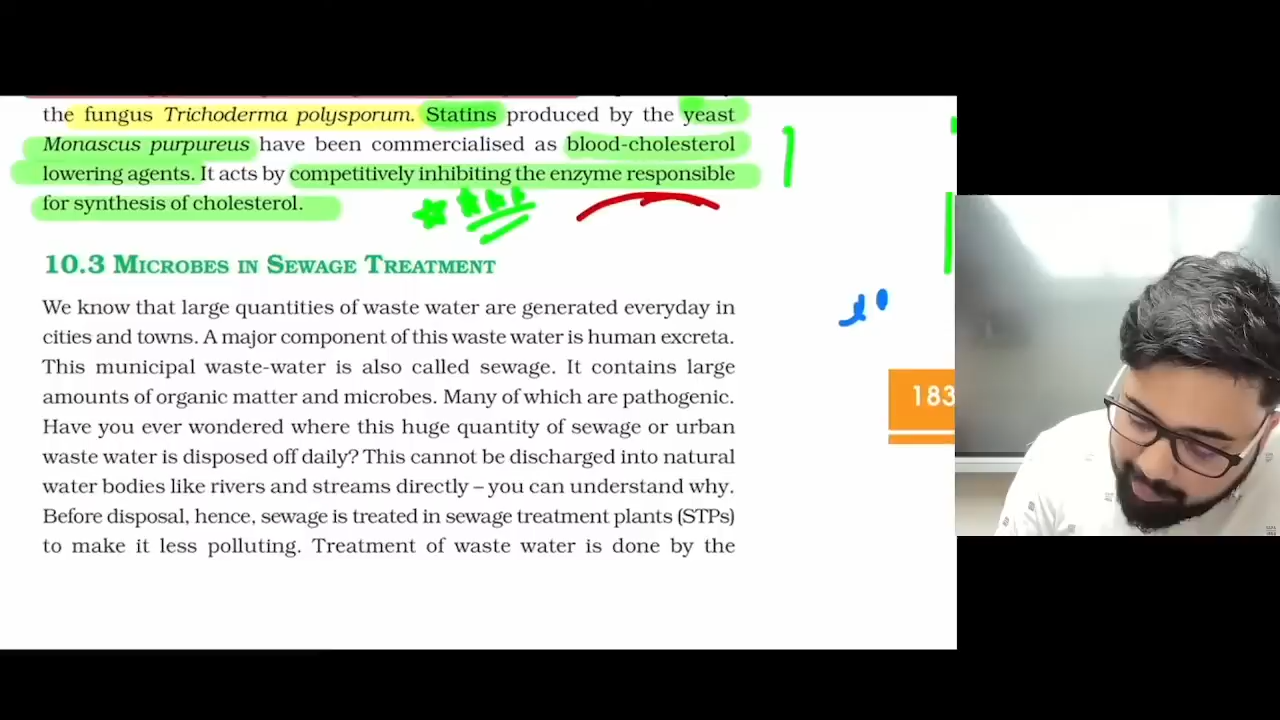 the fungus Trichoderma polysporum. Statins produced by the yeast
Monascus purpureus have been commercialised as blood-cholesterol
lowering agents. It acts by competitively inhibiting the enzyme responsible
for synthesis of cholesterol.
10.3 MICROBES IN SEWAGE TREATMENT
We know that large quantities of waste water are generated everyday in
cities and towns. A major component of this waste water is human excreta.
This municipal waste-water is also called sewage. It contains large
amounts of organic matter and microbes. Many of which are pathogenic.
Have you ever wondered where this huge quantity of sewage or urban
waste water is disposed off daily? This cannot be discharged into natural
water bodies like rivers and streams directly – you can understand why.
Before disposal, hence, sewage is treated in sewage treatment plants (STPs)
to make it less polluting. Treatment of waste water is done by the
183